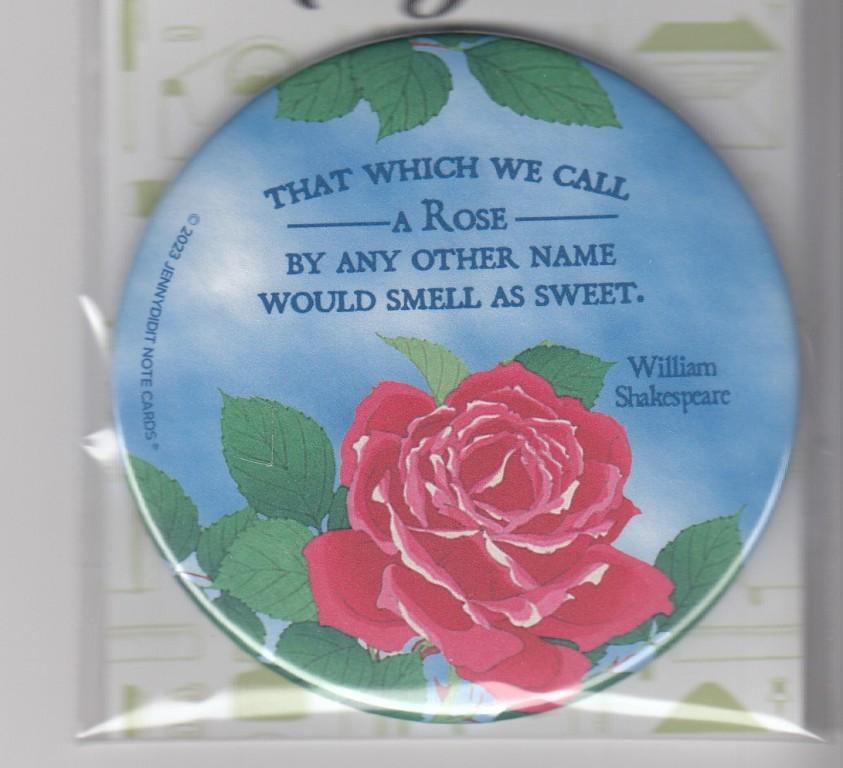 THAT WHICH WE CALL
A ROSE
BY ANY OTHER NAME
WOULD SMELL AS SWEET.
William
Shakespeare
© 2023 JENNYDIDIT NOTE CARDS®